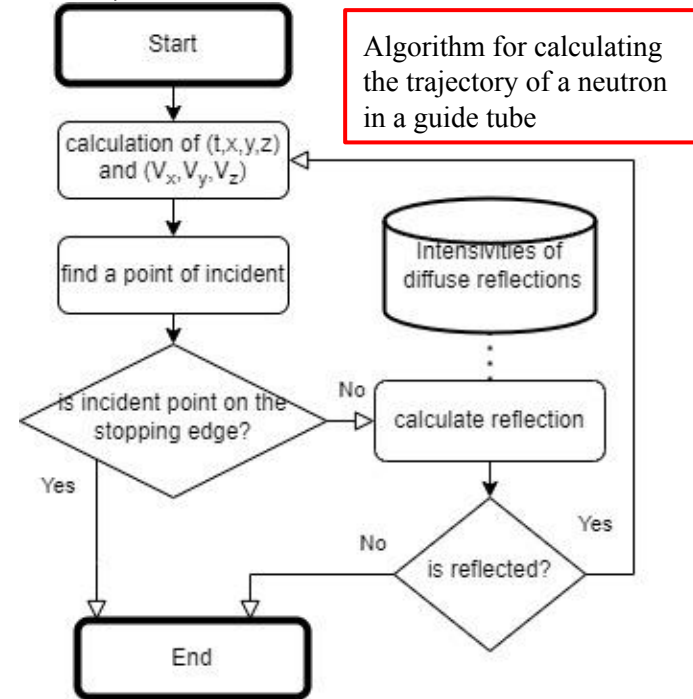 Start
Algorithm for calculating
the trajectory of a neutron
in a guide tube
calculation of (t,x,y,z)
and (Vx,Vy,Vz)
find a point of incident
Intensivities of
diffuse reflections
is incident point on the
stopping edge?
No
calculate reflection
Yes
No
is reflected?
Yes
End